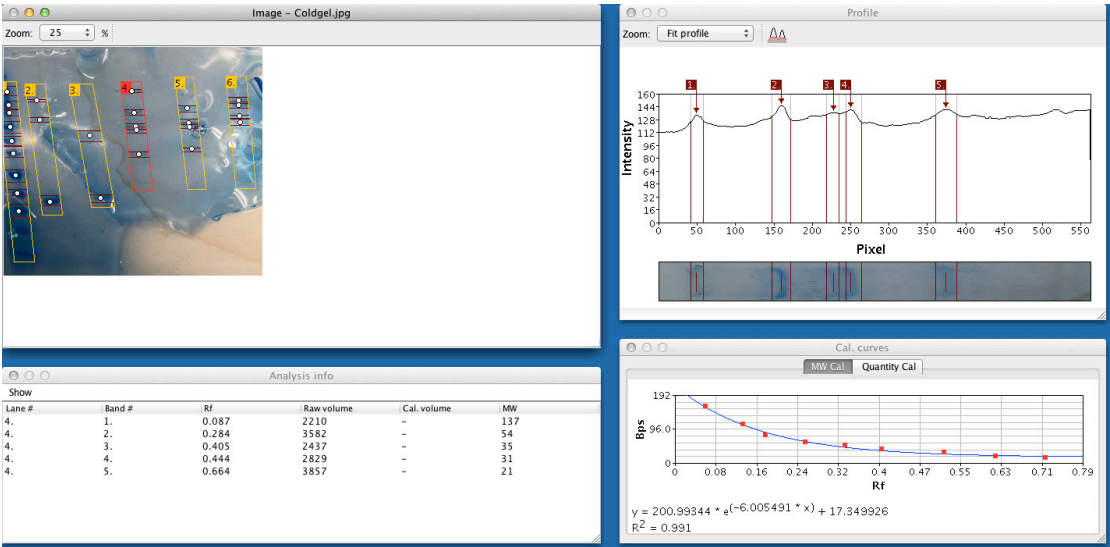 Image – Coldgel.jpg
Zoom: 25 %
2. 3. 4. 5. 6.
Profile
Zoom: Fit profile
1. 2. 3. 4. 5.
160
144
128
112
96
80
64
48
32
16
0
Intensity
0 50 100 150 200 250 300 350 400 450 500 550
Pixel
Analysis info
Show
Lane # Band # Rf Raw volume Cal. volume MW
4. 1. 0.087 2210 – 137
4. 2. 0.284 3582 – 54
4. 3. 0.405 2437 – 35
4. 4. 0.444 2829 – 31
4. 5. 0.664 3857 – 21
Cal. curves
MW Cal Quantity Cal
192
96.0
0
Bps
0 0.08 0.16 0.24 0.32 0.4 0.47 0.55 0.63 0.71 0.79
Rf
y = 200.99344 * e^(-6.005491 * x) + 17.349926
R² = 0.991